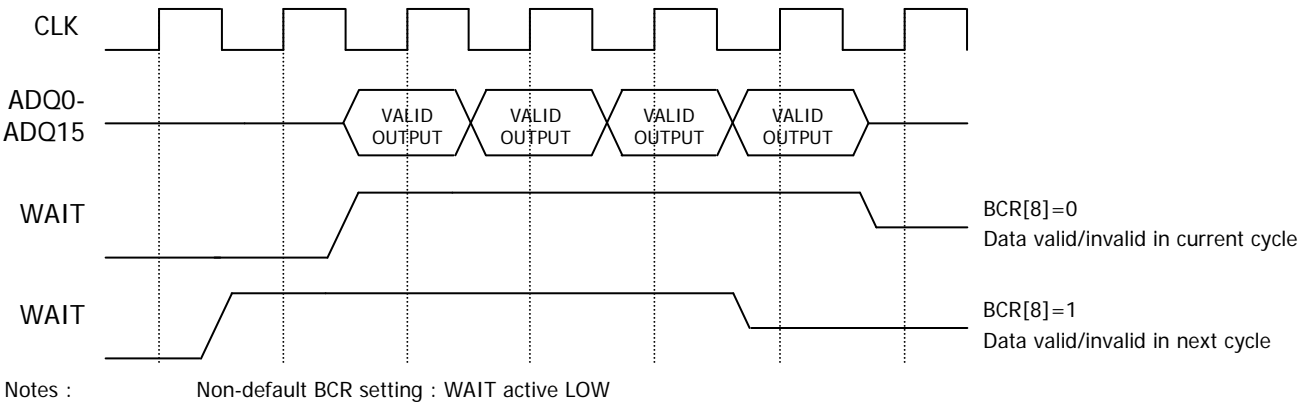 CLK
ADQ0-
ADQ15
VALID VALID VALID VALID
OUTPUT OUTPUT OUTPUT OUTPUT
WAIT
BCR[8]=0
Data valid/invalid in current cycle
WAIT
BCR[8]=1
Data valid/invalid in next cycle
Notes : Non-default BCR setting : WAIT active LOW